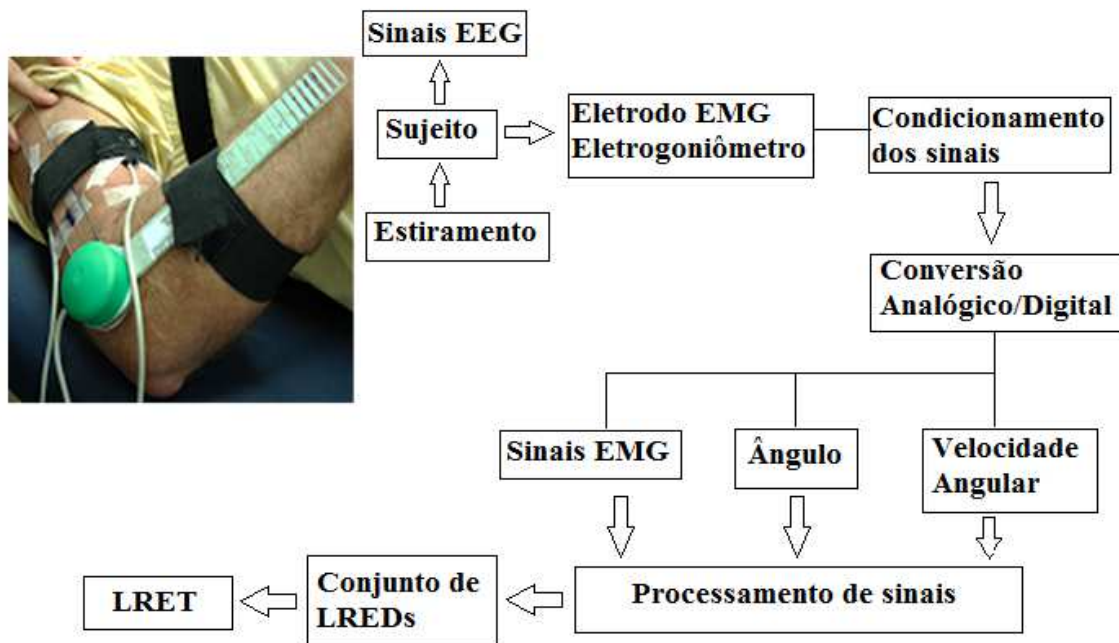 Sinais EEG
Sujeito
Estiramento
Eletrodo EMG
Eletrogoniômetro
Condicionamento
dos sinais
Conversão
Analógico/Digital
Sinais EMG
Ângulo
Velocidade
Angular
Processamento de sinais
Conjunto de
LREDs
LRET